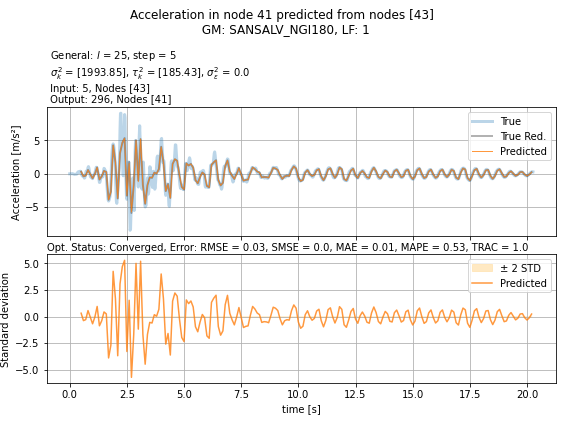 Acceleration in node 41 predicted from nodes [43]
GM: SANSALV_NGI180, LF: 1
General: l = 25, step = 5
σ²ₖ = [1993.85], τ²ₖ = [185.43], σ²ε = 0.0
Input: 5, Nodes [43]
Output: 296, Nodes [41]
Acceleration [m/s²]
5
0
−5
True
True Red.
Predicted
Opt. Status: Converged, Error: RMSE = 0.03, SMSE = 0.0, MAE = 0.01, MAPE = 0.53, TRAC = 1.0
Standard deviation
5.0
2.5
0.0
−2.5
−5.0
± 2 STD
Predicted
0.0 2.5 5.0 7.5 10.0 12.5 15.0 17.5 20.0
time [s]